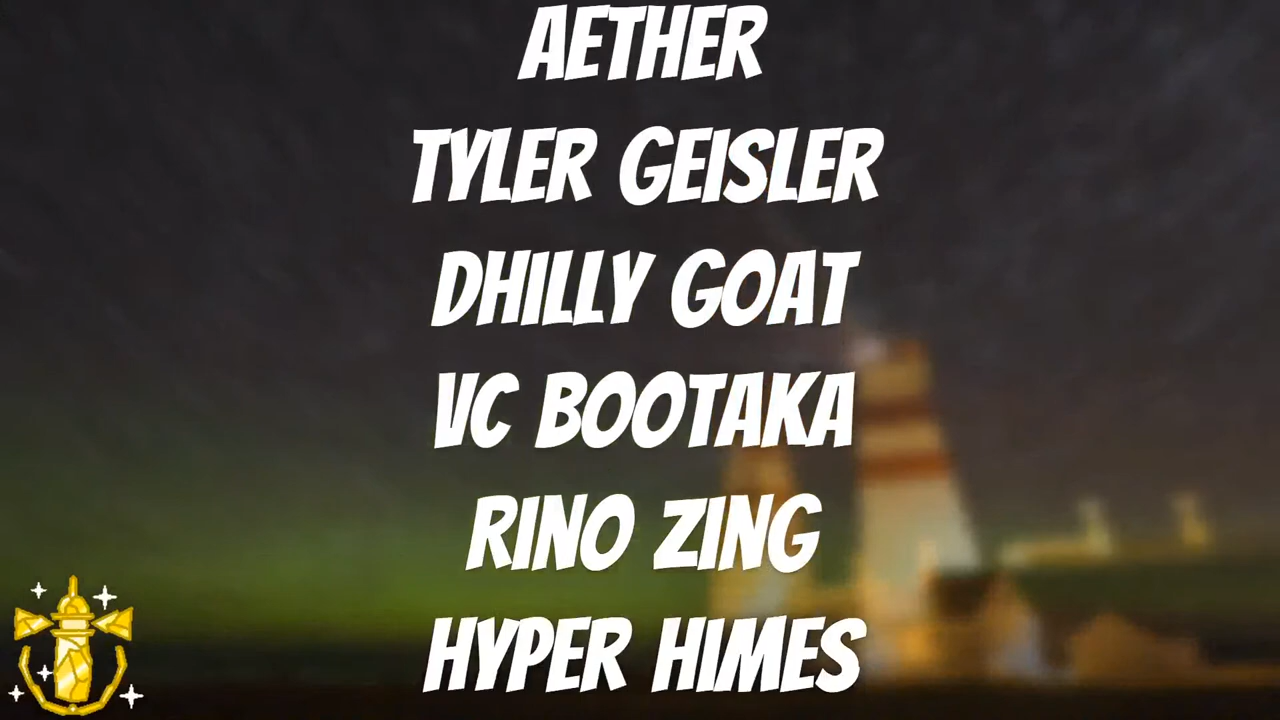 AETHER
TYLER GEISLER
DHILLY GOAT
VC BOOTAKA
RINO ZING
HYPER HIMES